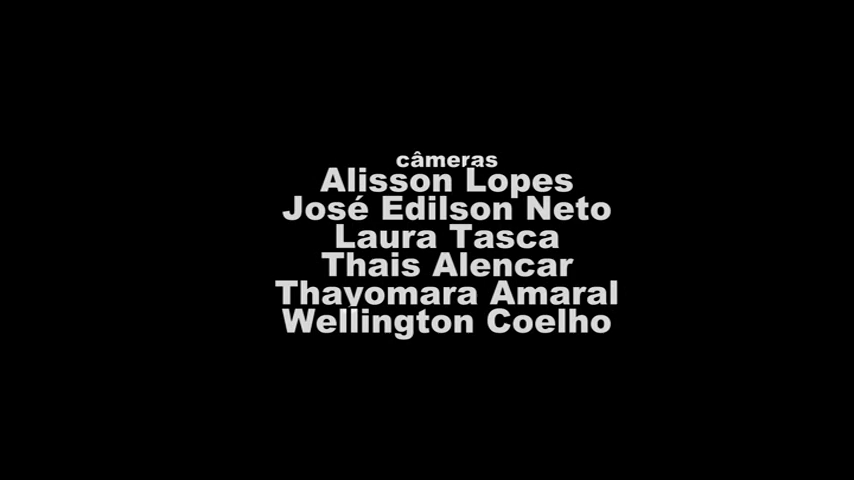 câmeras
Alisson Lopes
José Edilson Neto
Laura Tasca
Thais Alencar
Thayomara Amaral
Wellington Coelho